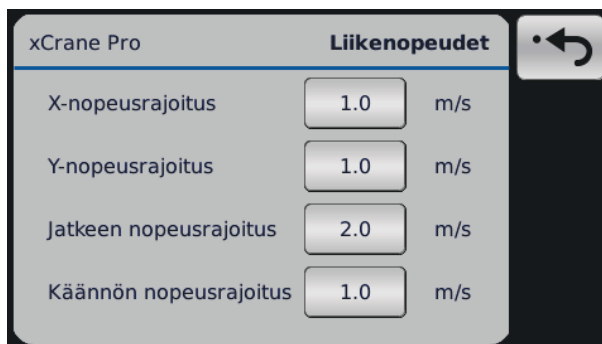 xCrane Pro Liikenopeudet
X-nopeusrajoitus 1.0 m/s
Y-nopeusrajoitus 1.0 m/s
Jatkeen nopeusrajoitus 2.0 m/s
Käännön nopeusrajoitus 1.0 m/s